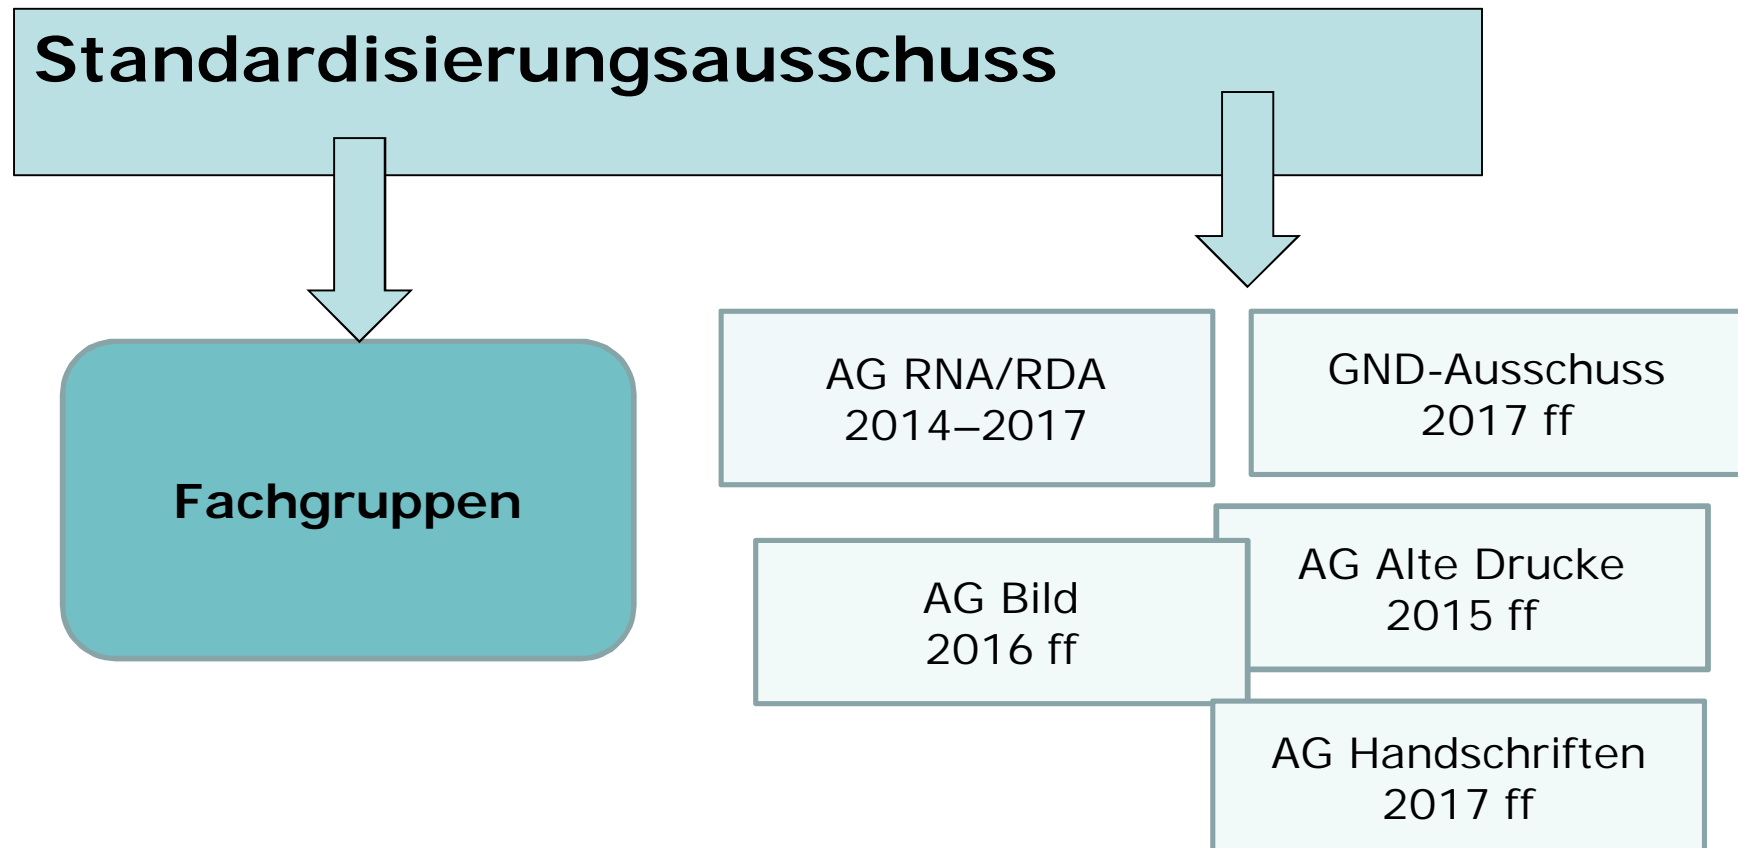 Standardisierungsausschuss
Fachgruppen
AG RNA/RDA
2014–2017
GND-Ausschuss
2017 ff
AG Bild
2016 ff
AG Alte Drucke
2015 ff
AG Handschriften
2017 ff